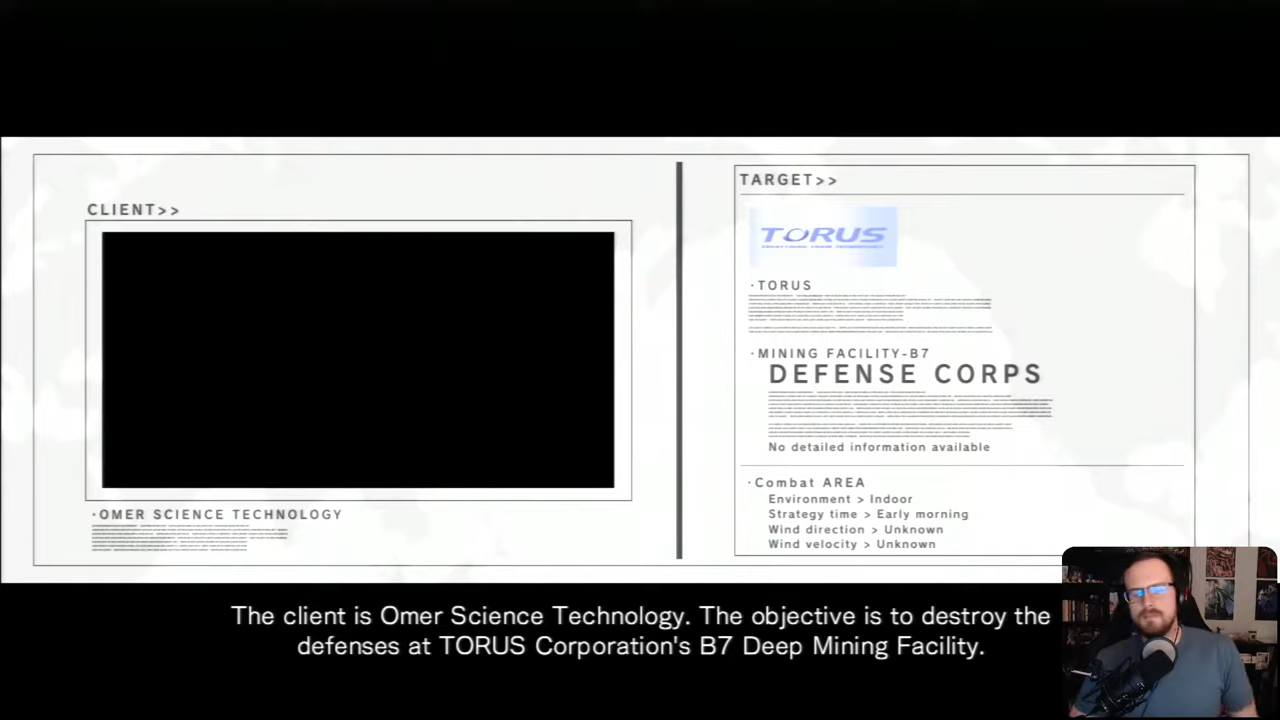 CLIENT>>
·OMER SCIENCE TECHNOLOGY
TARGET>>
TORUS
·TORUS
·MINING FACILITY-B7
DEFENSE CORPS
No detailed information available
·Combat AREA
Environment > Indoor
Strategy time > Early morning
Wind direction > Unknown
Wind velocity > Unknown
The client is Omer Science Technology. The objective is to destroy the
defenses at TORUS Corporation's B7 Deep Mining Facility.